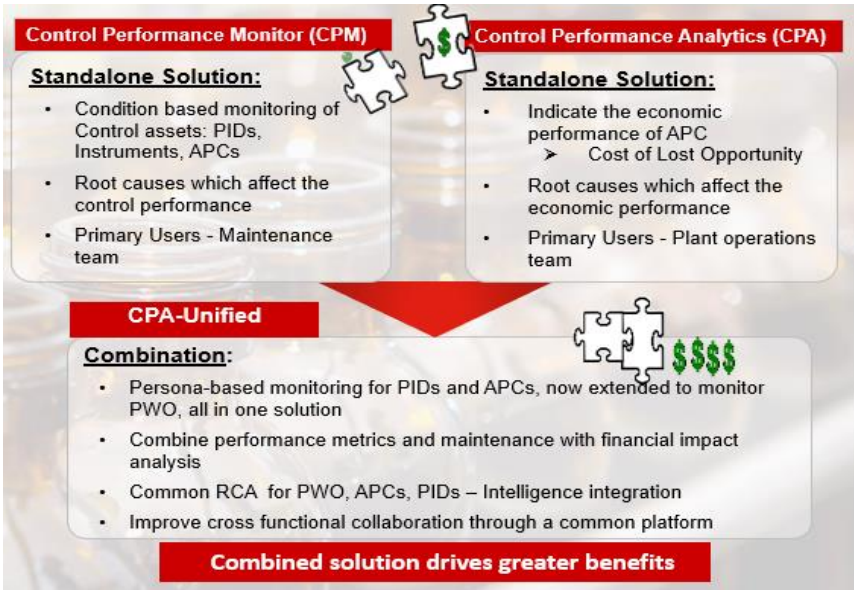 Control Performance Monitor (CPM)
$
Control Performance Analytics (CPA)
Standalone Solution:
• Condition based monitoring of
Control assets: PIDs,
Instruments, APCs
• Root causes which affect the
control performance
• Primary Users - Maintenance
team
Standalone Solution:
• Indicate the economic
performance of APC
➤ Cost of Lost Opportunity
• Root causes which affect the
economic performance
• Primary Users - Plant operations
team
CPA-Unified
$$$$
Combination:
• Persona-based monitoring for PIDs and APCs, now extended to monitor
PWO, all in one solution
• Combine performance metrics and maintenance with financial impact
analysis
• Common RCA for PWO, APCs, PIDs – Intelligence integration
• Improve cross functional collaboration through a common platform
Combined solution drives greater benefits